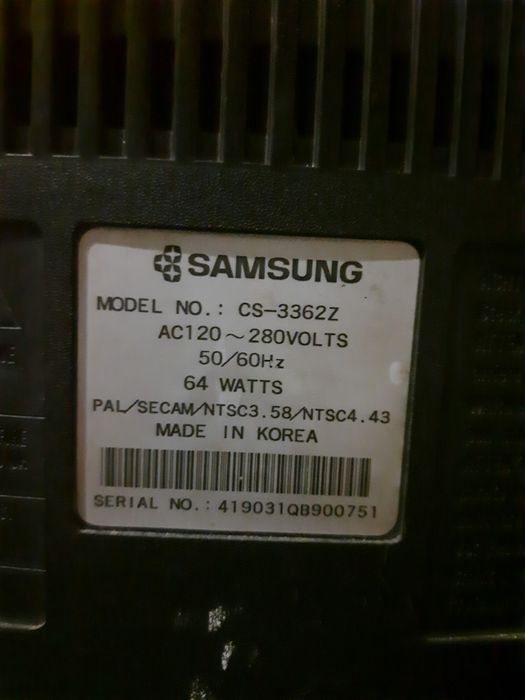 SAMSUNG
MODEL NO.: CS-3362Z
AC120~280VOLTS
50/60Hz
64 WATTS
PAL/SECAM/NTSC3.58/NTSC4.43
MADE IN KOREA
SERIAL NO.: 419031QB900751